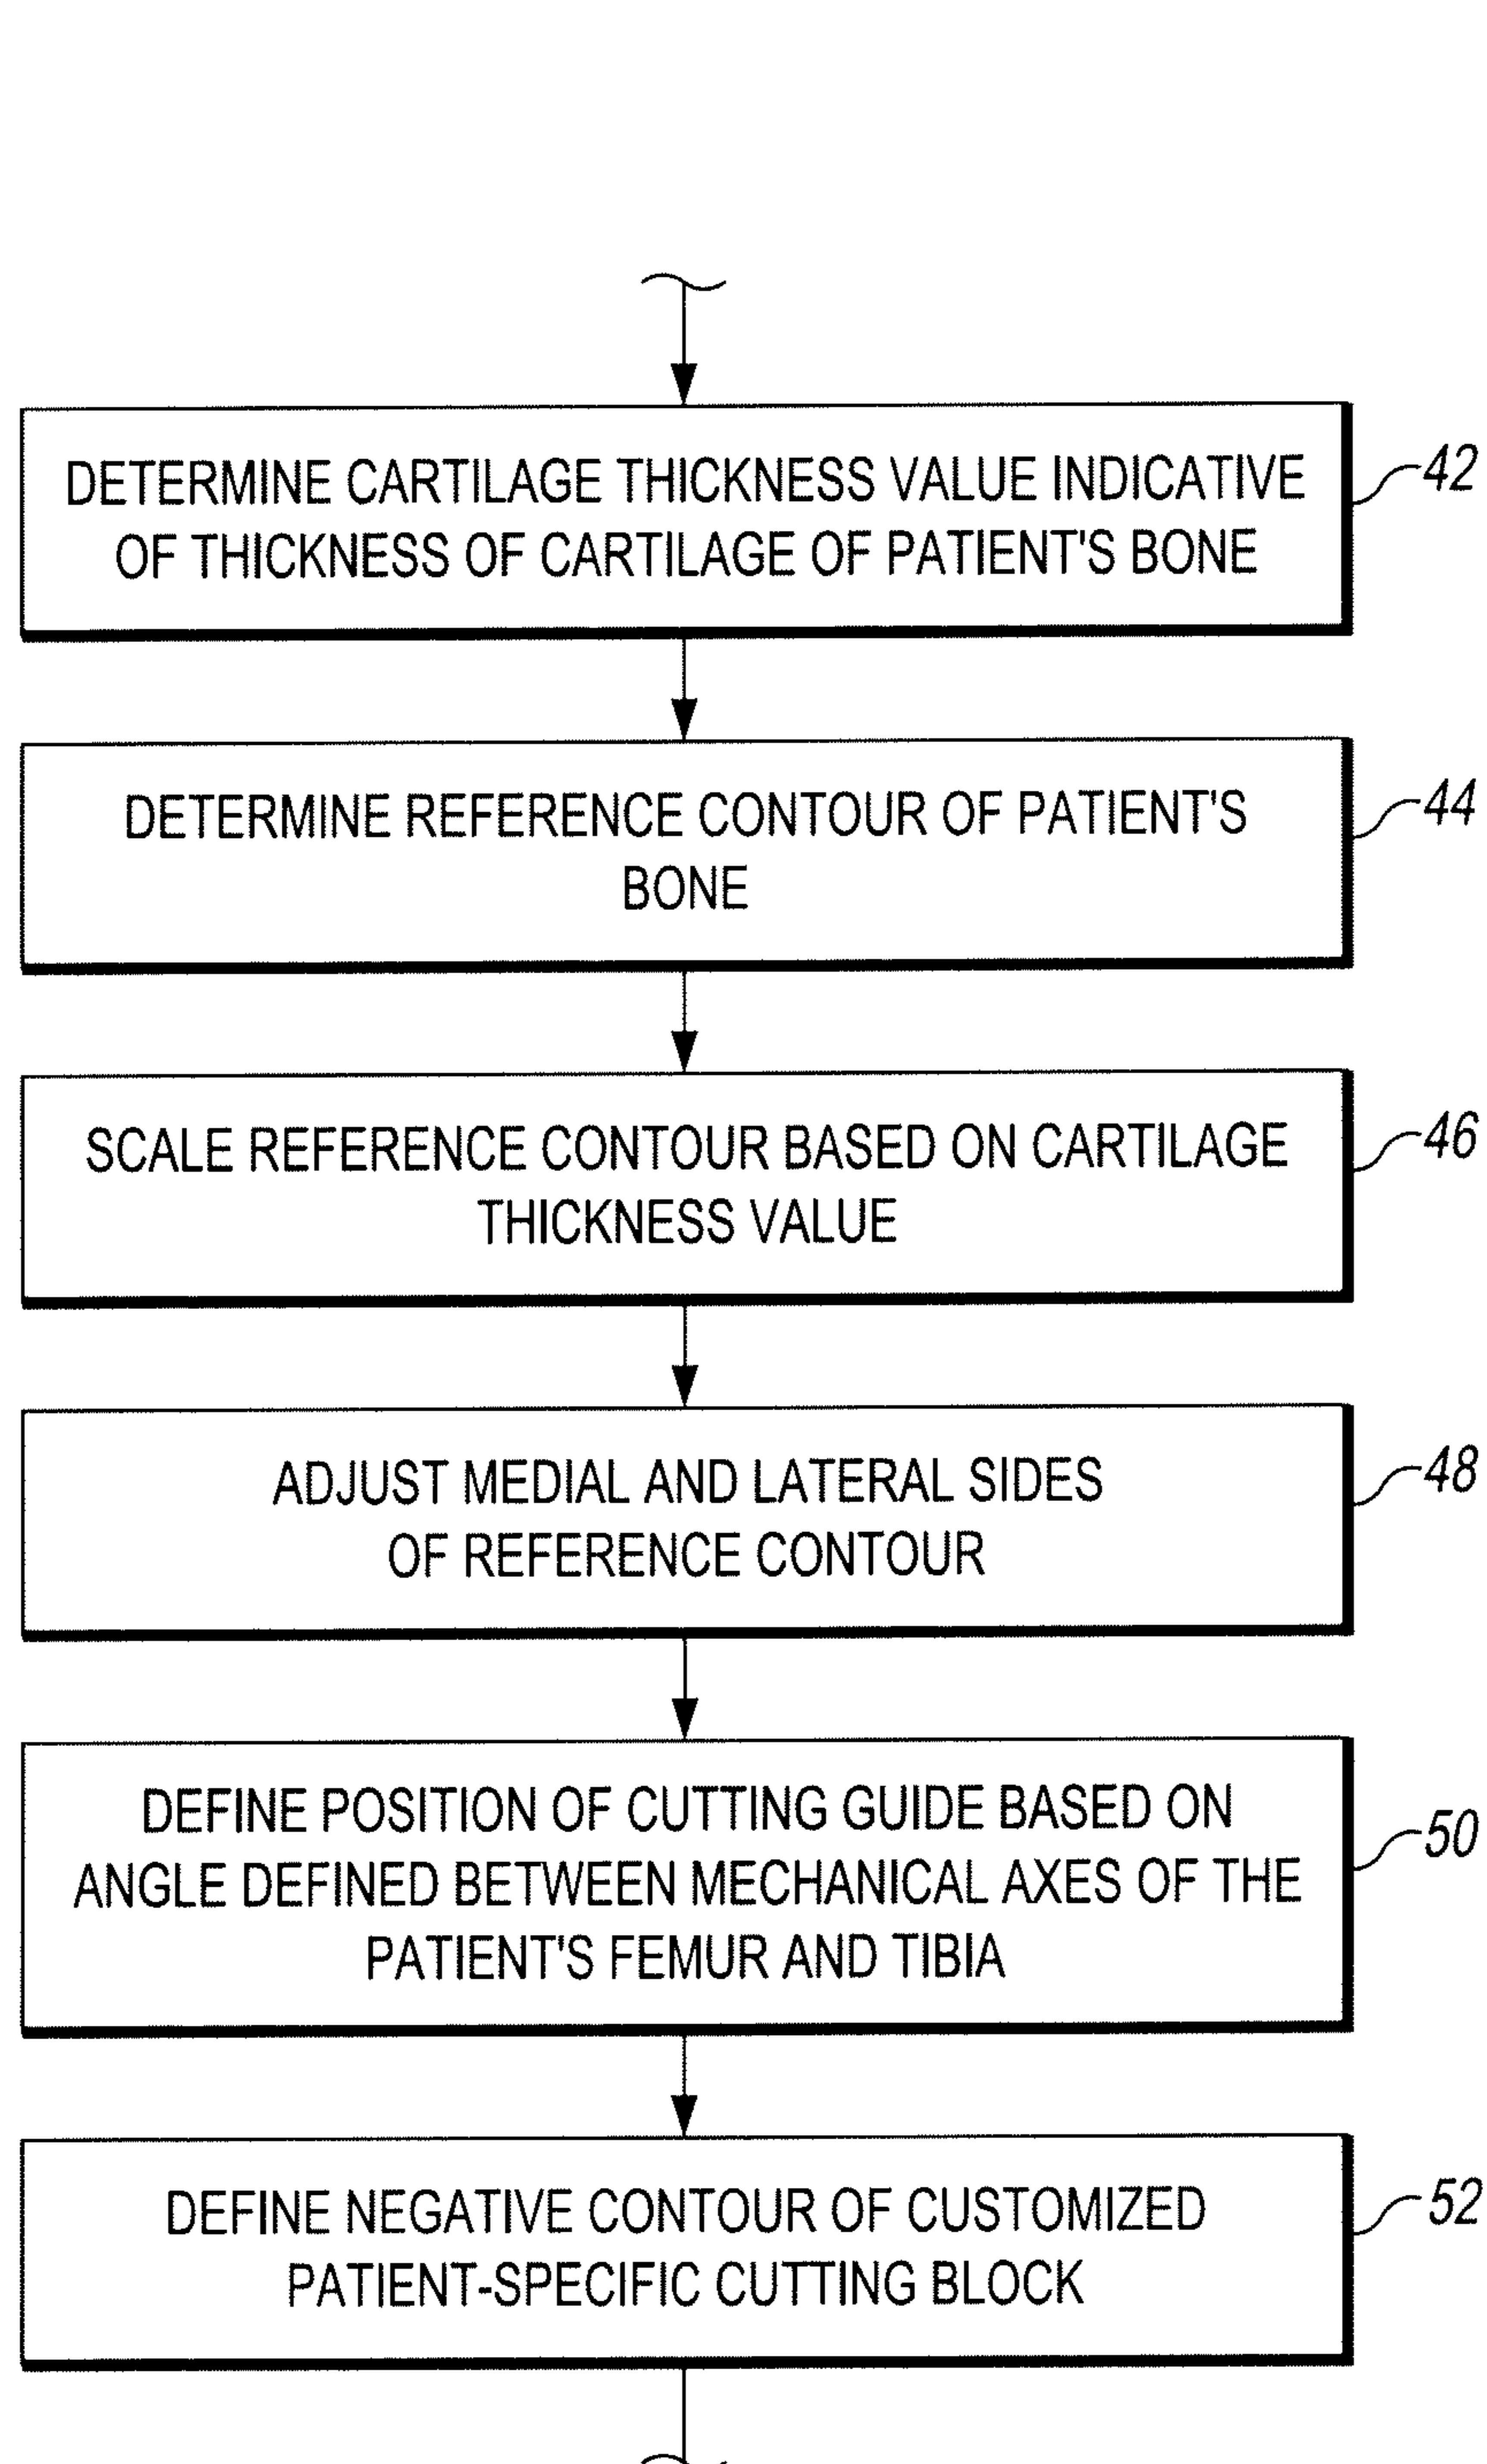 DETERMINE CARTILAGE THICKNESS VALUE INDICATIVE
OF THICKNESS OF CARTILAGE OF PATIENT'S BONE
42
DETERMINE REFERENCE CONTOUR OF PATIENT'S
BONE
44
SCALE REFERENCE CONTOUR BASED ON CARTILAGE
THICKNESS VALUE
46
ADJUST MEDIAL AND LATERAL SIDES
OF REFERENCE CONTOUR
48
DEFINE POSITION OF CUTTING GUIDE BASED ON
ANGLE DEFINED BETWEEN MECHANICAL AXES OF THE
PATIENT'S FEMUR AND TIBIA
50
DEFINE NEGATIVE CONTOUR OF CUSTOMIZED
PATIENT-SPECIFIC CUTTING BLOCK
52